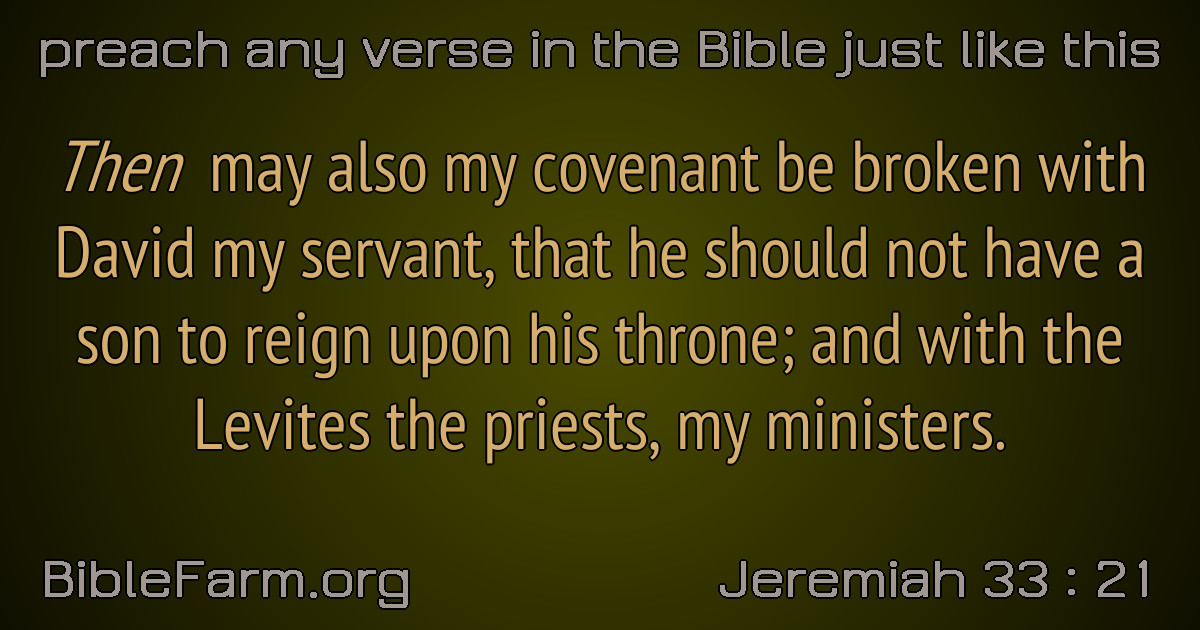 preach any verse in the Bible just like this
Then may also my covenant be broken with
David my servant, that he should not have a
son to reign upon his throne; and with the
Levites the priests, my ministers.
BibleFarm.org
Jeremiah 33 : 21